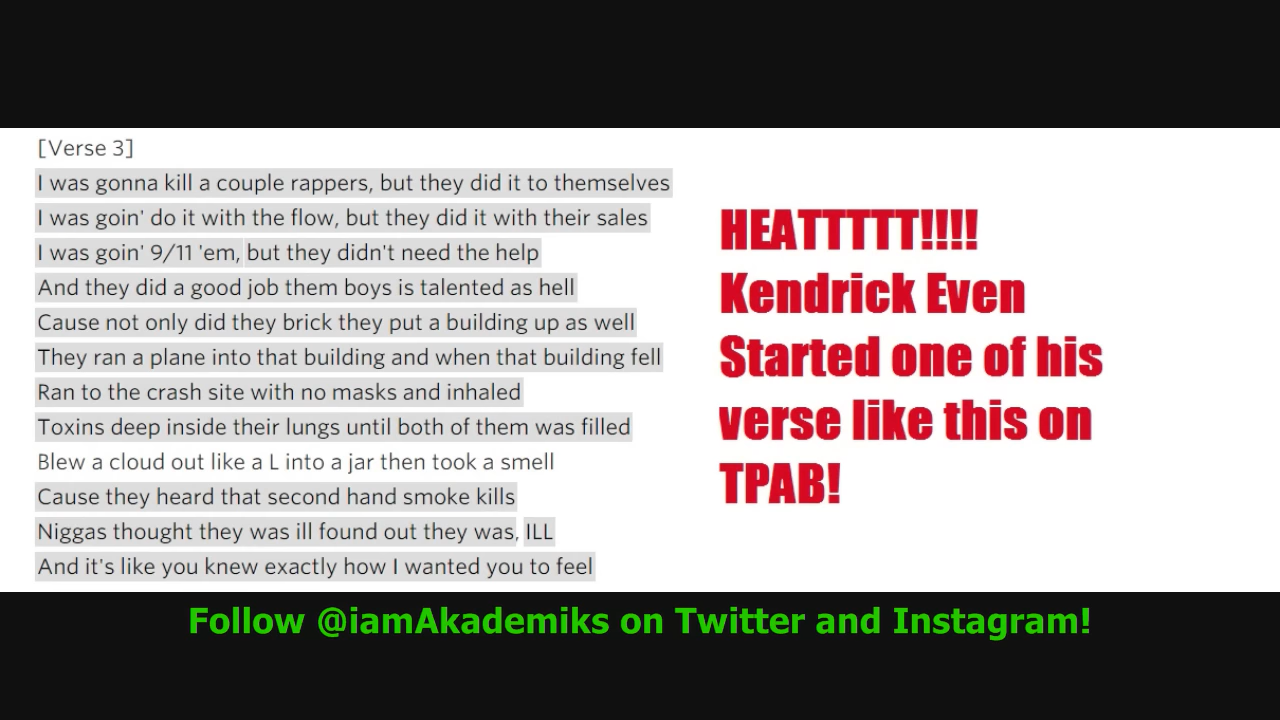 [Verse 3]
I was gonna kill a couple rappers, but they did it to themselves
I was goin' do it with the flow, but they did it with their sales
I was goin' 9/11 'em, but they didn't need the help
And they did a good job them boys is talented as hell
Cause not only did they brick they put a building up as well
They ran a plane into that building and when that building fell
Ran to the crash site with no masks and inhaled
Toxins deep inside their lungs until both of them was filled
Blew a cloud out like a L into a jar then took a smell
Cause they heard that second hand smoke kills
Niggas thought they was ill found out they was, ILL
And it's like you knew exactly how I wanted you to feel
HEATTTTT!!!!
Kendrick Even
Started one of his
verse like this on
TPAB!
Follow @iamAkademiks on Twitter and Instagram!